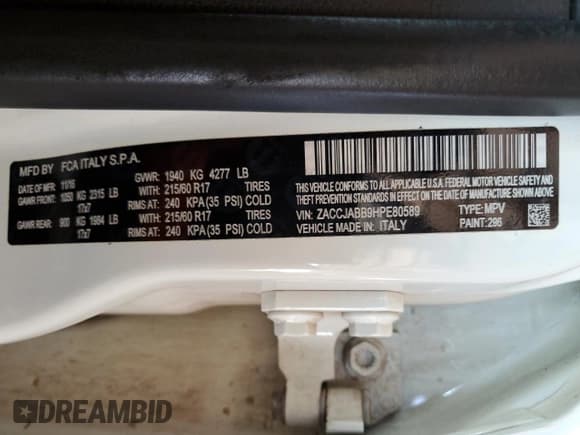 MFD BY FCA ITALY S.P.A.
DATE OF MFR 11/16 GVWR: 1940 KG 4277 LB
GAWR FRONT: 1050 KG 2315 LB WITH: 215/60 R17 TIRES
17x7 RIMS AT: 240 KPA(35 PSI) COLD
GAWR REAR: 900 KG 1984 LB WITH: 215/60 R17 TIRES
17x7 RIMS AT: 240 KPA (35 PSI) COLD
THIS VEHICLE CONFORMS TO ALL APPLICABLE U.S. FEDERAL MOTOR VEHICLE
SAFETY, BUMPER, AND THEFT PREVENTION STANDARDS IN EFFECT ON THE DATE OF MANUFACTURE SHOWN ABOVE
VIN: ZACCJABB9HPE80589 TYPE: MPV
VEHICLE MADE IN: ITALY PAINT: 296
DREAMBID